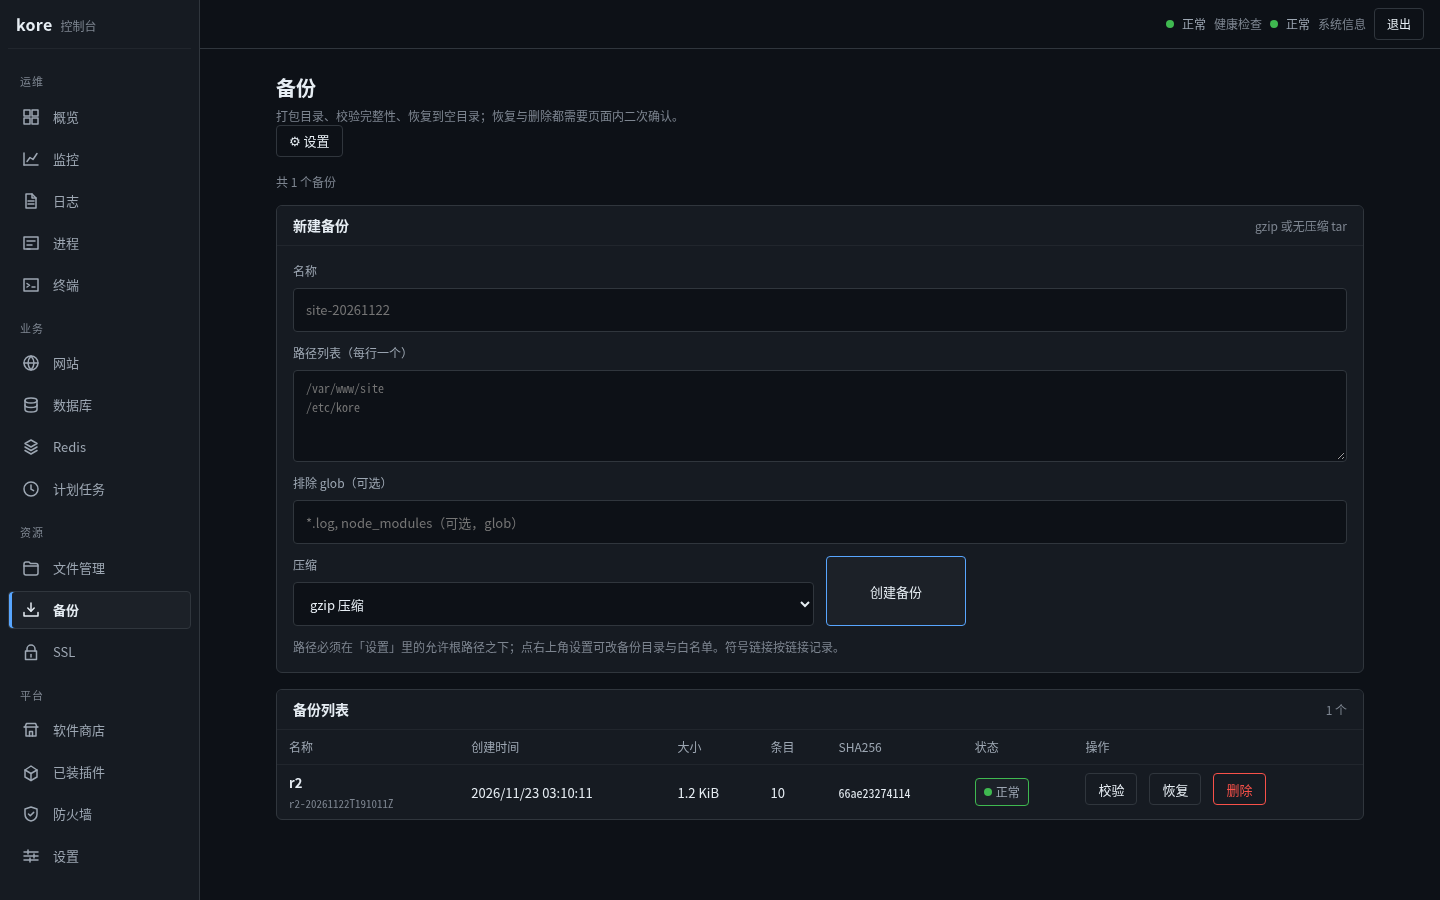 kore 控制台
正常 健康检查 正常 系统信息 退出
运维
概览
监控
日志
进程
终端
业务
网站
数据库
Redis
计划任务
资源
文件管理
备份
SSL
平台
软件商店
已装插件
防火墙
设置
备份
打包目录、校验完整性、恢复到空目录；恢复与删除都需要页面内二次确认。
⚙ 设置
共 1 个备份
新建备份
gzip 或无压缩 tar
名称
site-20261122
路径列表（每行一个）
/var/www/site
/etc/kore
排除 glob（可选）
*.log, node_modules（可选，glob）
压缩
gzip 压缩
创建备份
路径必须在「设置」里的允许根路径之下；点右上角设置可改备份目录与白名单。符号链接按链接记录。
备份列表
1 个
名称 创建时间 大小 条目 SHA256 状态 操作
r2
r2-20261122T191011Z
2026/11/23 03:10:11 1.2 KiB 10 66ae23274114 正常 校验 恢复 删除